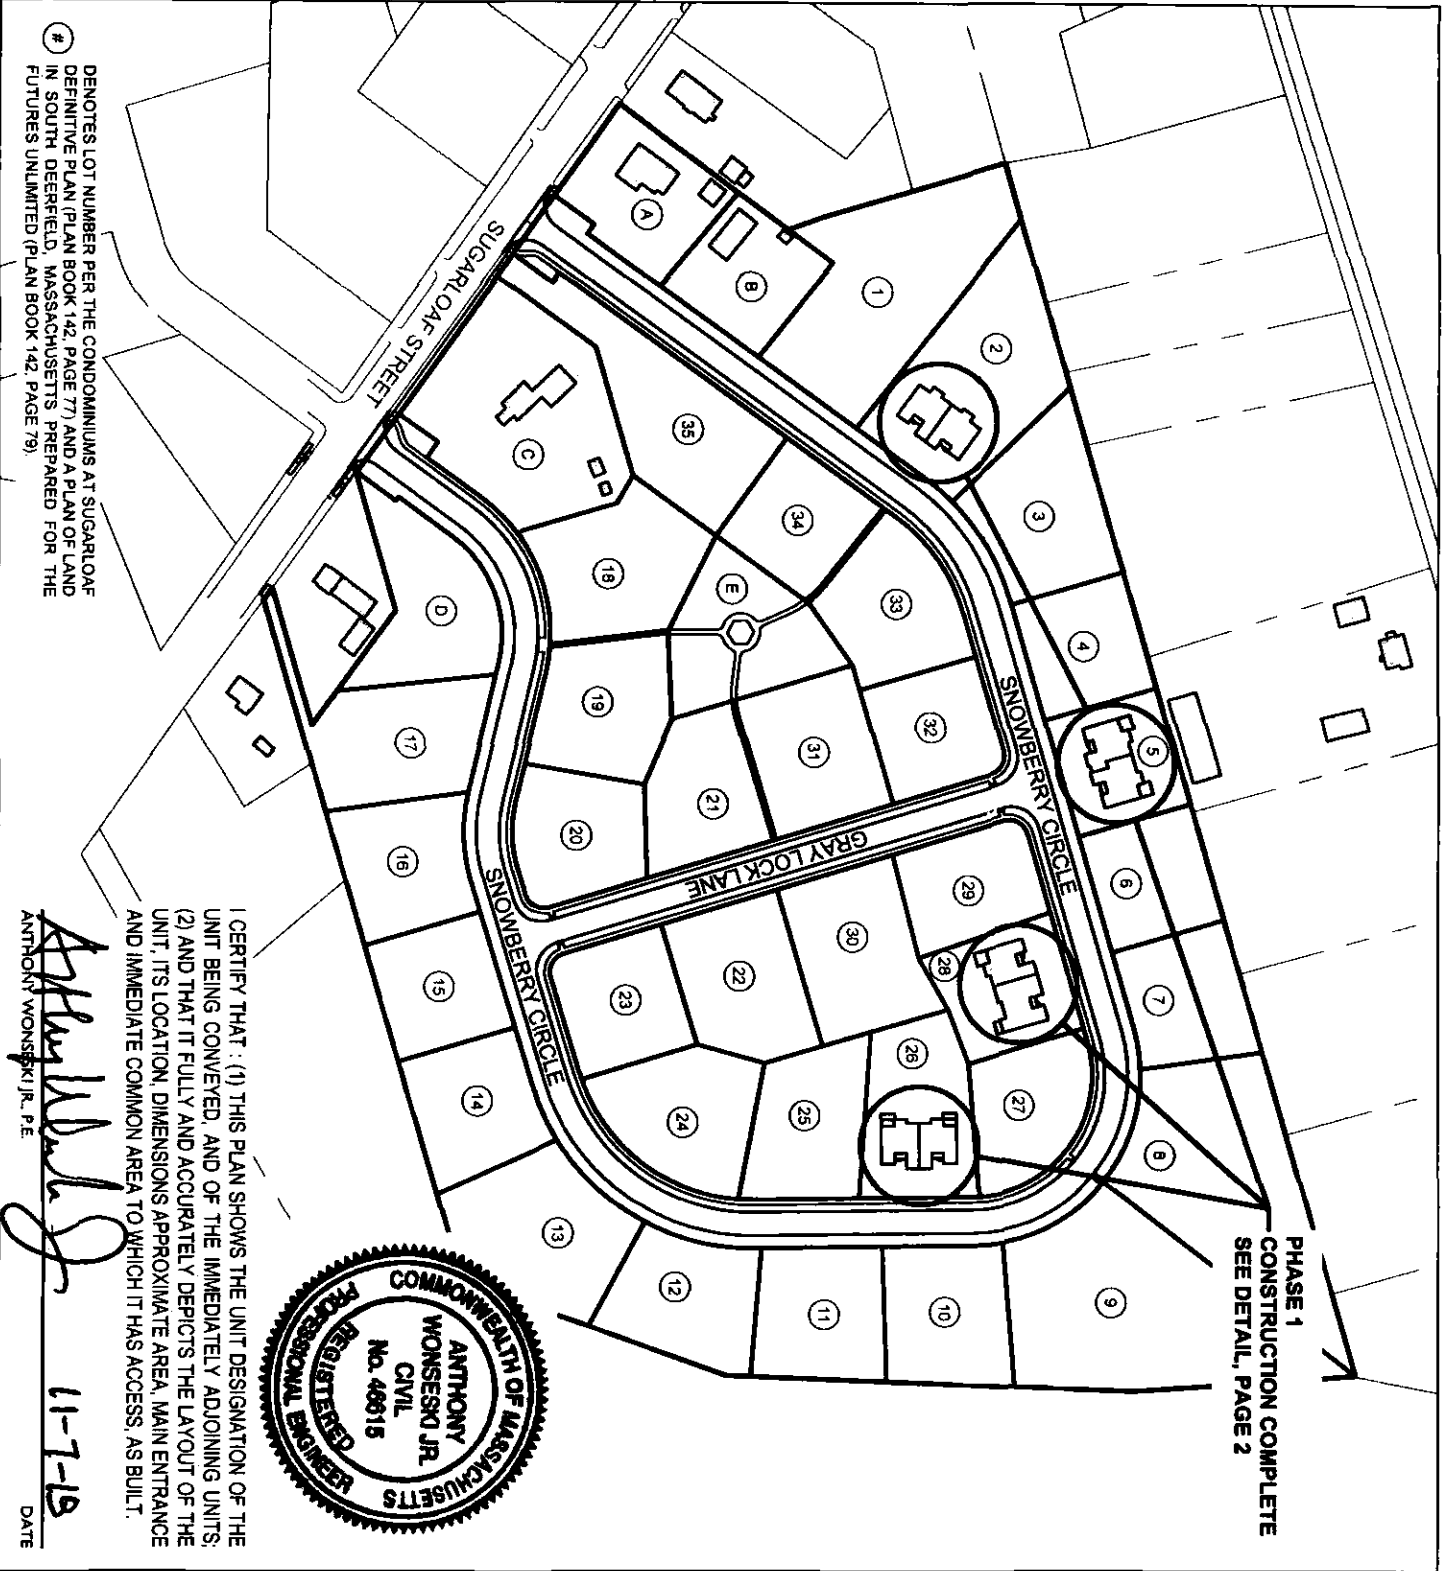 PHASE 1
CONSTRUCTION COMPLETE
SEE DETAIL, PAGE 2
1
2
3
4
5
6
7
8
9
10
11
12
13
14
15
16
17
18
19
20
21
22
23
24
25
26
27
28
29
30
31
32
33
34
35
A
B
C
D
E
SNOWBERRY CIRCLE
GRAY LOCK LANE
SNOWBERRY CIRCLE
SUGARLOAF STREET
# DENOTES LOT NUMBER PER THE CONDOMINIUMS AT SUGARLOAF
DEFINITIVE PLAN (PLAN BOOK 142, PAGE 77) AND A PLAN OF LAND
IN SOUTH DEERFIELD, MASSACHUSETTS PREPARED FOR THE
FUTURES UNLIMITED (PLAN BOOK 142, PAGE 79).
I CERTIFY THAT : (1) THIS PLAN SHOWS THE UNIT DESIGNATION OF THE
UNIT BEING CONVEYED, AND OF THE IMMEDIATELY ADJOINING UNITS;
(2) AND THAT IT FULLY AND ACCURATELY DEPICTS THE LAYOUT OF THE
UNIT, ITS LOCATION, DIMENSIONS APPROXIMATE AREA, MAIN ENTRANCE
AND IMMEDIATE COMMON AREA TO WHICH IT HAS ACCESS, AS BUILT.
ANTHONY WONSESKI JR., P.E.
11-7-18
DATE
COMMONWEALTH OF MASSACHUSETTS
ANTHONY
WONSESKI JR.
CIVIL
No. 46615
REGISTERED
PROFESSIONAL ENGINEER